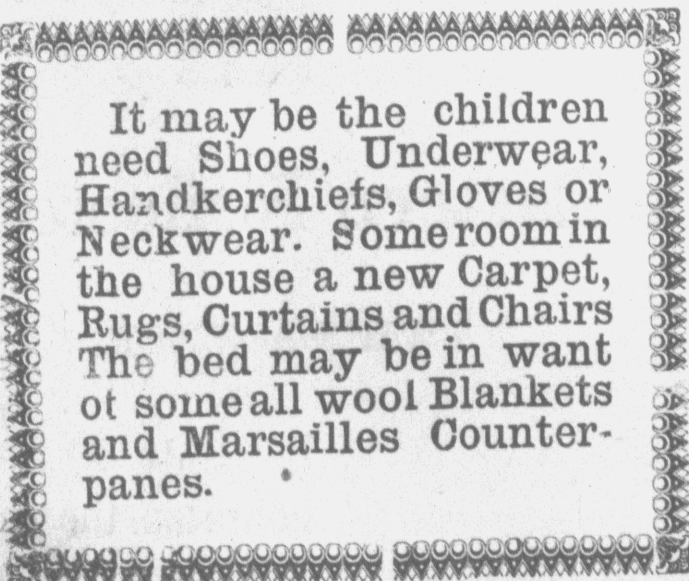 It may be the children
need Shoes, Underwear,
Handkerchiefs, Gloves or
Neckwear. Some room in
the house a new Carpet,
Rugs, Curtains and Chairs
The bed may be in want
of some all wool Blankets
and Marsailles Counter-
panes.